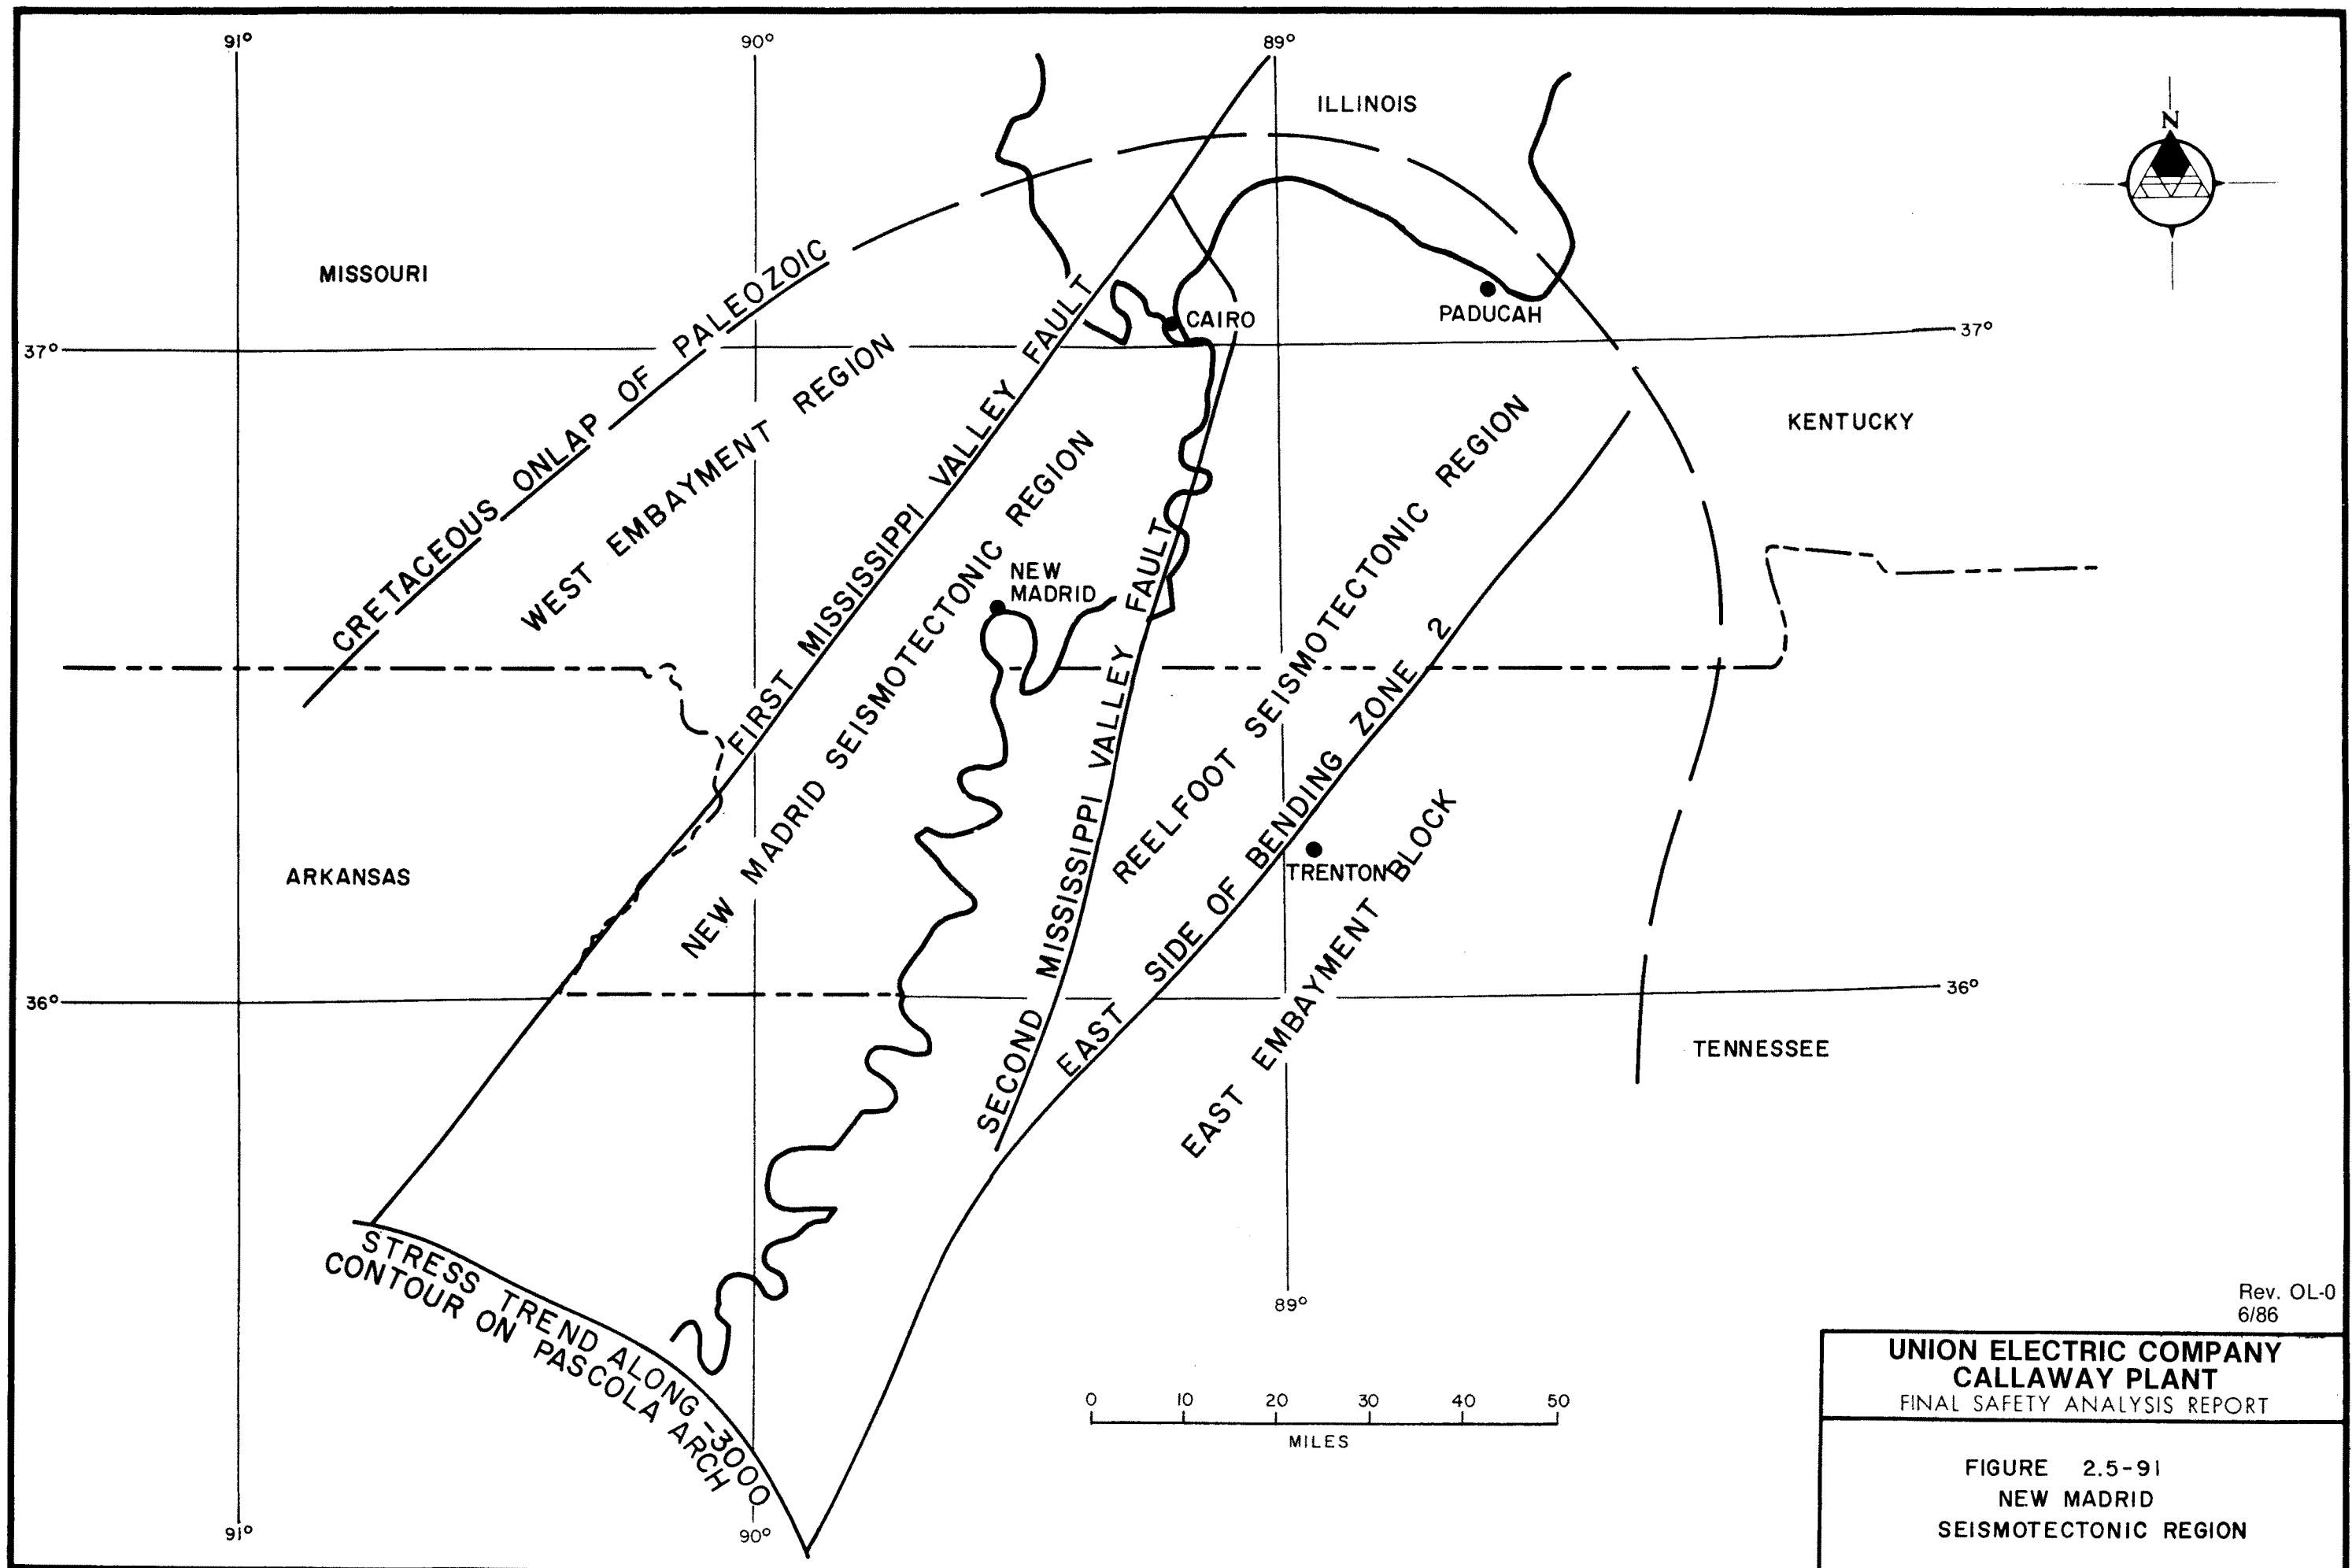 91°
90°
89°
ILLINOIS
N
MISSOURI
CRETACEOUS ONLAP OF PALEOZOIC
WEST EMBAYMENT REGION
FIRST MISSISSIPPI VALLEY FAULT
CAIRO
PADUCAH
37°
37°
KENTUCKY
NEW MADRID SEISMOTECTONIC REGION
NEW
MADRID
SECOND MISSISSIPPI VALLEY FAULT
REELFOOT SEISMOTECTONIC REGION
EAST SIDE OF BENDING ZONE 2
TRENTON
EAST EMBAYMENT BLOCK
ARKANSAS
36°
36°
TENNESSEE
STRESS TREND ALONG -3000
CONTOUR ON PASCOLA ARCH
89°
0 10 20 30 40 50
MILES
91°
90°
Rev. OL-0
6/86
UNION ELECTRIC COMPANY
CALLAWAY PLANT
FINAL SAFETY ANALYSIS REPORT
FIGURE 2.5-91
NEW MADRID
SEISMOTECTONIC REGION